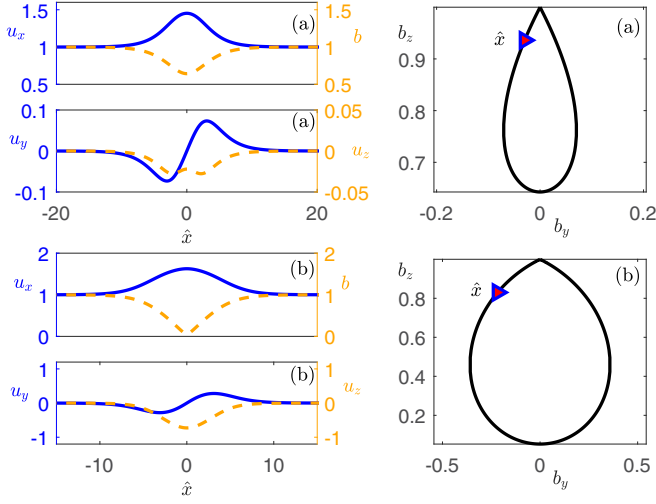 1.5 (a) 1.5
u_x 1 1 b
0.5 0.5
0.1 (a) 0.05
u_y 0 0 u_z
-0.1 -0.05
-20 0 20
x̂
b_z (a)
0.9
x̂
0.8
0.7
-0.2 0 0.2
b_y
2 (b) 2
u_x 1 1 b
0 0
u_y 1 (b) 1 u_z
0 0
-1 -1
-10 0 10
x̂
b_z (b)
0.8
x̂
0.6
0.4
0.2
-0.5 0 0.5
b_y